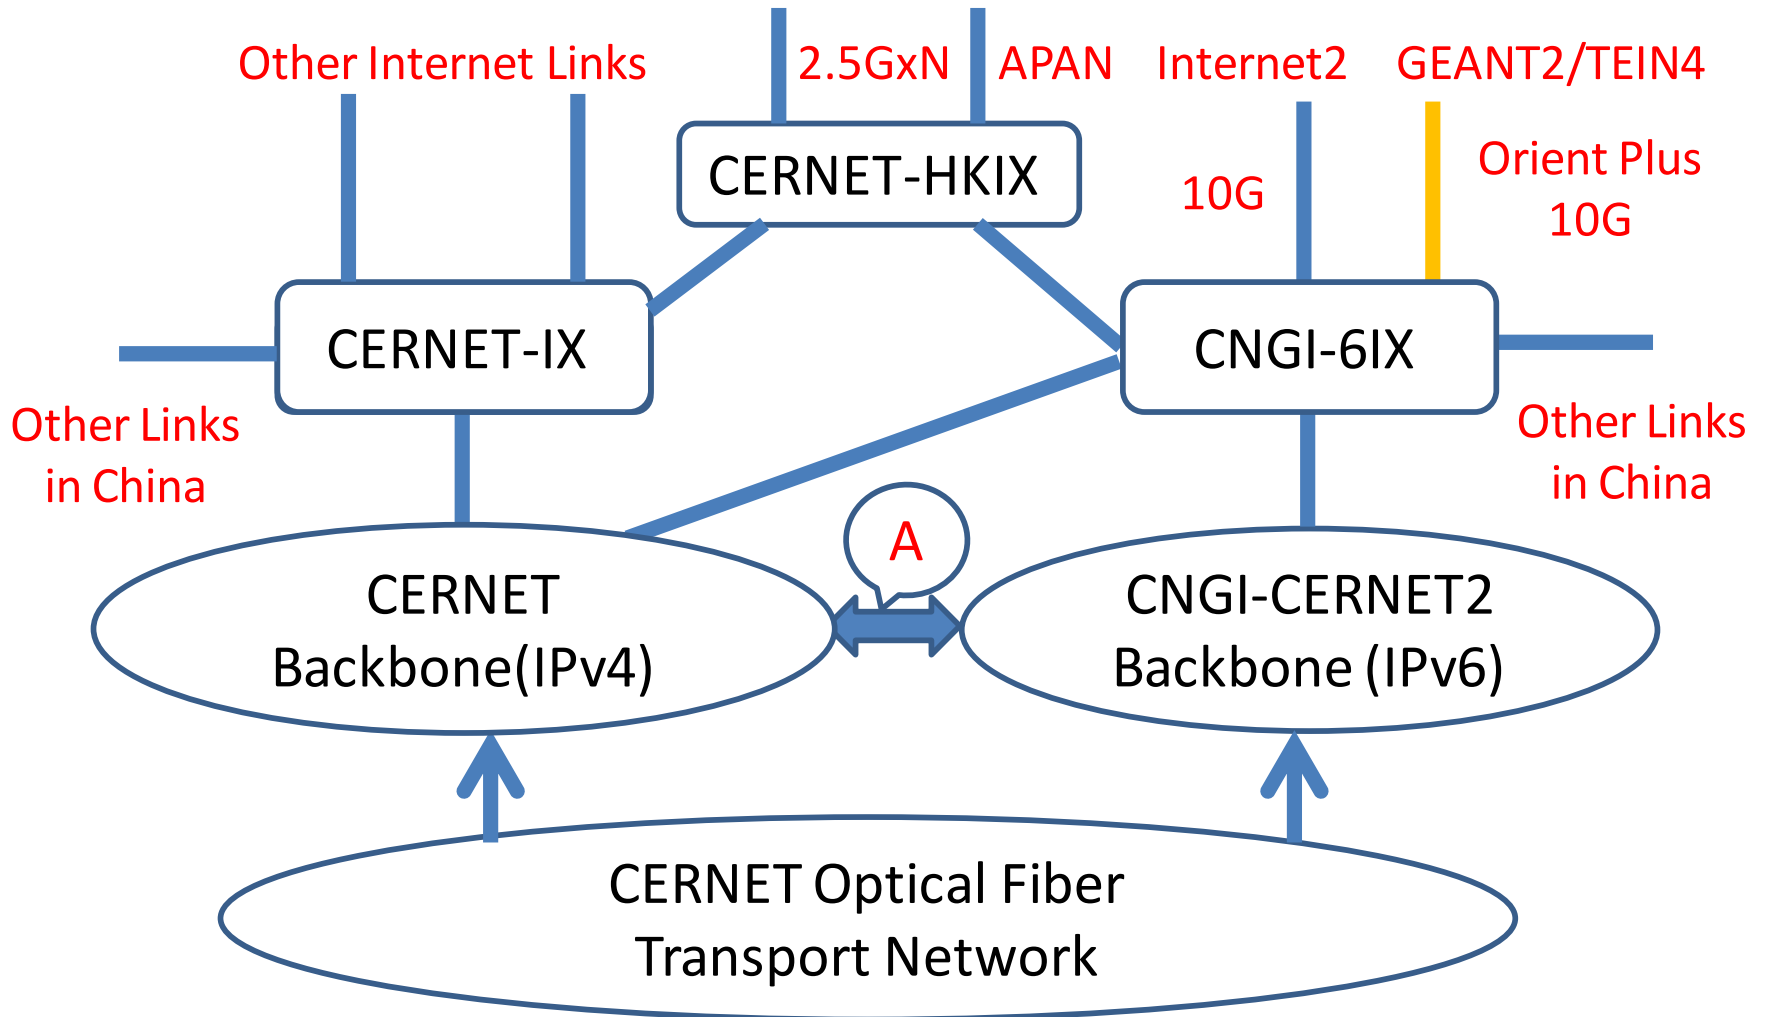 Other Internet Links
2.5GxN
APAN
Internet2
GEANT2/TEIN4
CERNET-HKIX
10G
Orient Plus
10G
CERNET-IX
CNGI-6IX
Other Links
in China
Other Links
in China
A
CERNET
Backbone(IPv4)
CNGI-CERNET2
Backbone (IPv6)
CERNET Optical Fiber
Transport Network